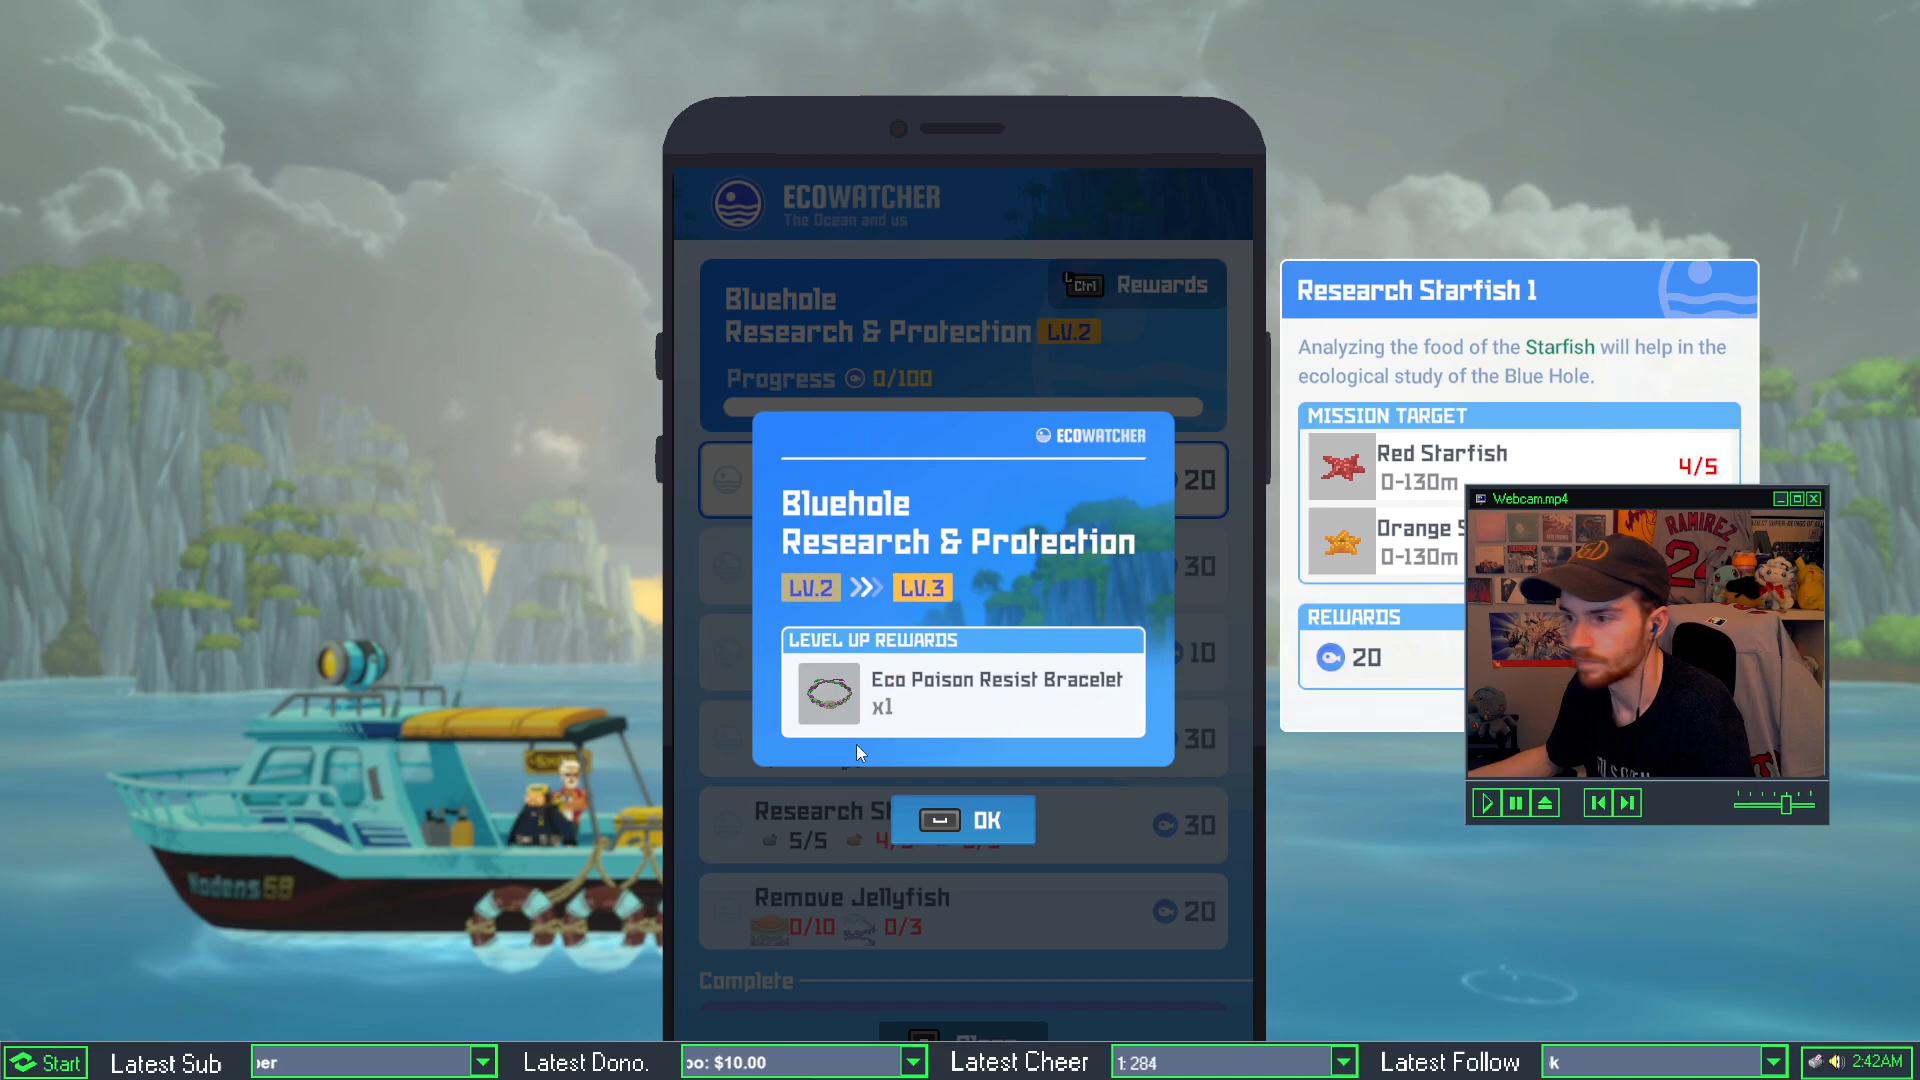 ECOWATCHER
The Ocean and us
Bluehole
Research & Protection LV.2
L Ctrl Rewards
Progress 0/100
ECOWATCHER
Bluehole
Research & Protection
LV.2 LV.3
LEVEL UP REWARDS
Eco Poison Resist Bracelet
x1
OK
20
30
10
30
5/5
30
Remove Jellyfish
0/10 0/3
20
Complete
Research Starfish 1
Analyzing the food of the Starfish will help in the
ecological study of the Blue Hole.
MISSION TARGET
Red Starfish
0-130m
4/5
Orange
0-130m
REWARDS
20
Webcam.mp4
RAMIREZ
24
Nodens68
Start
Latest Sub
per
Latest Dono.
oo: $10.00
Latest Cheer
1: 284
Latest Follow
k
2:42AM